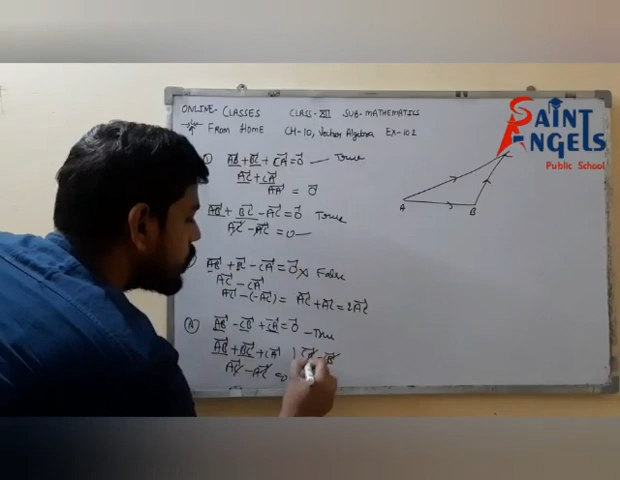 ONLINE- CLASSES CLASS- XII SUB- MATHEMATICS
FROM HOME CH-10, Vector Algebra EX-10.2
AB + BC + CA = 0 — True
AC + CA
AA = 0
AB + BC - AC = 0 True
AC - AC = 0 —
AB + BC - CA = 0 × False
AC - CA
AC - (-AC) = AC + AC = 2AC
AB - CB + CA = 0 — True
AB + BC + CA
AC - AC = 0
A B
SAINT
ANGELS
Public School